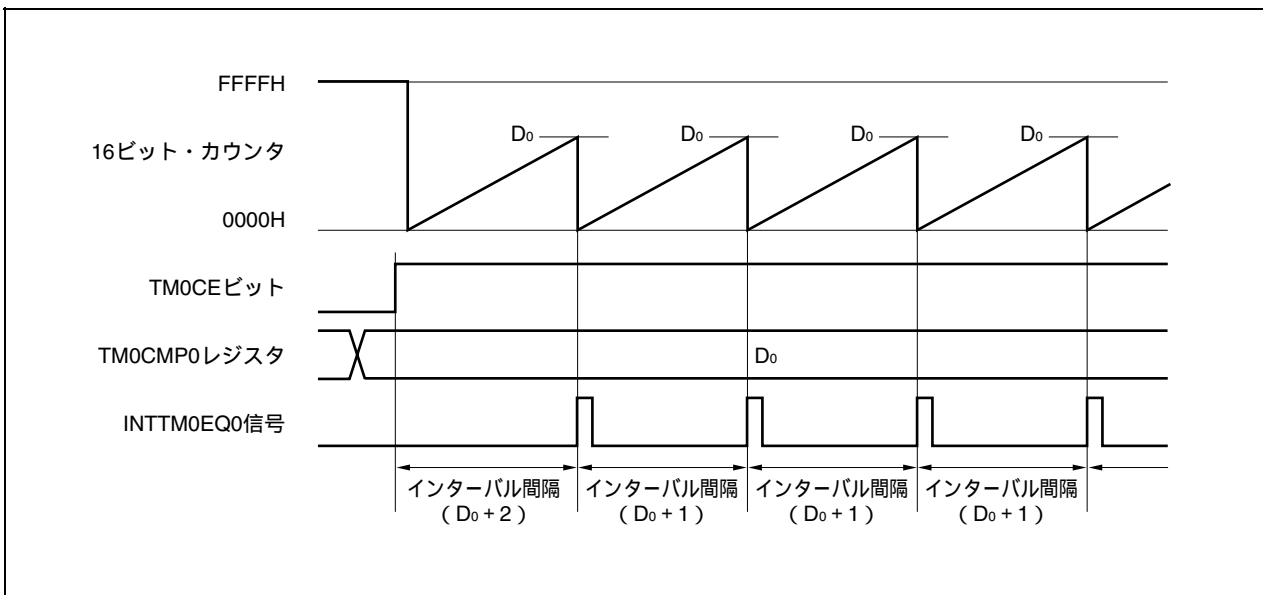 FFFFH
D0 D0 D0 D0
16ビット・カウンタ
0000H
TM0CEビット
TM0CMP0レジスタ
D0
INTTM0EQ0信号
インターバル間隔 インターバル間隔 インターバル間隔 インターバル間隔
（D0+2） （D0+1） （D0+1） （D0+1）